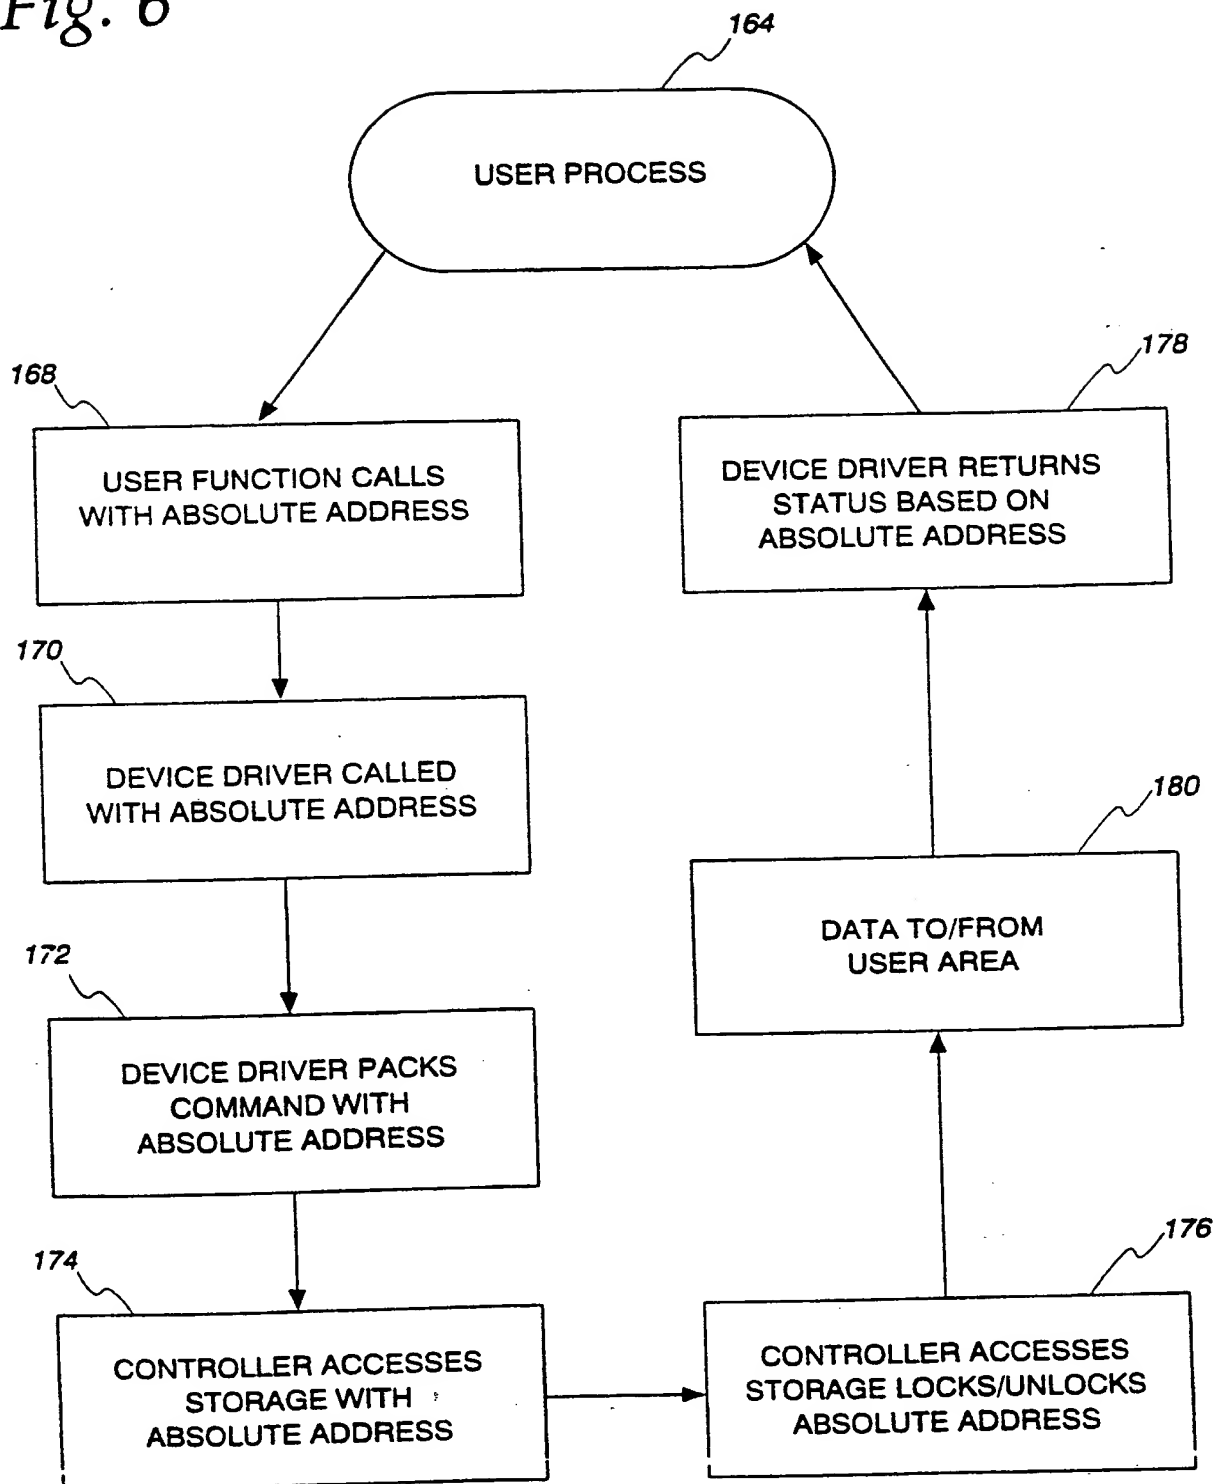 Fig. 6
164
USER PROCESS
168
USER FUNCTION CALLS
WITH ABSOLUTE ADDRESS
178
DEVICE DRIVER RETURNS
STATUS BASED ON
ABSOLUTE ADDRESS
170
DEVICE DRIVER CALLED
WITH ABSOLUTE ADDRESS
180
DATA TO/FROM
USER AREA
172
DEVICE DRIVER PACKS
COMMAND WITH
ABSOLUTE ADDRESS
174
CONTROLLER ACCESSES
STORAGE WITH
ABSOLUTE ADDRESS
176
CONTROLLER ACCESSES
STORAGE LOCKS/UNLOCKS
ABSOLUTE ADDRESS